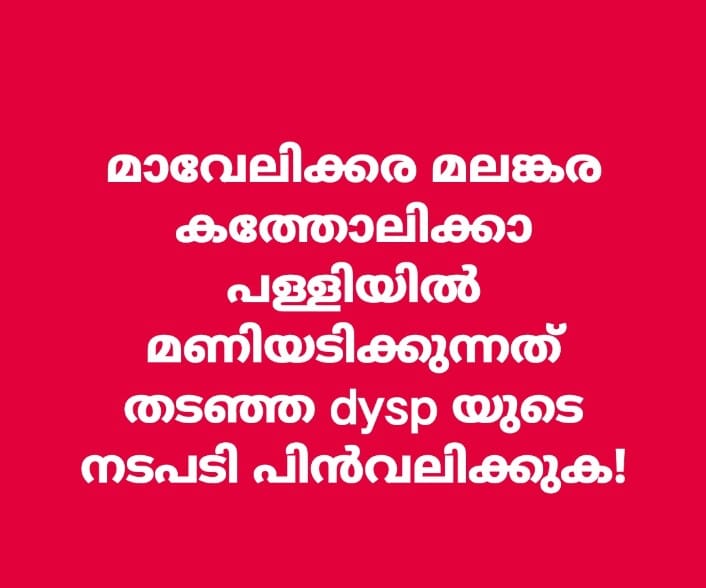 മാവേലിക്കര മലങ്കര
കത്തോലിക്കാ
പള്ളിയിൽ
മണിയടിക്കുന്നത്
തടഞ്ഞ dysp യുടെ
നടപടി പിൻവലിക്കുക!